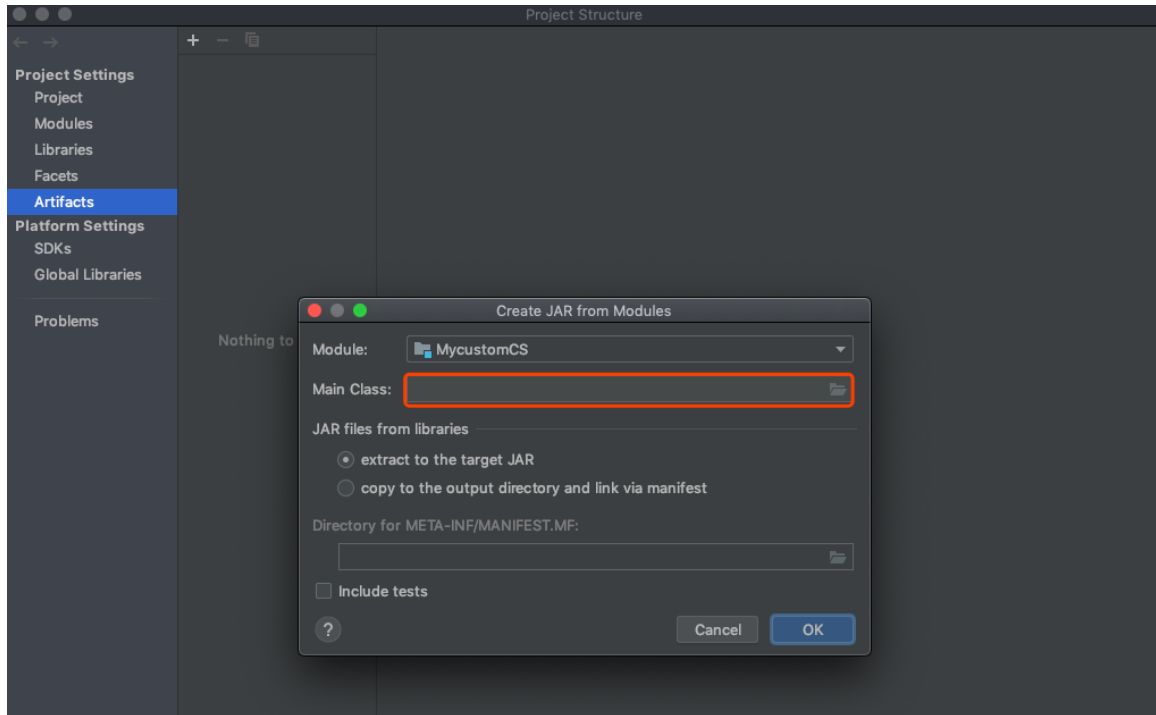 Project Structure
Project Settings
Project
Modules
Libraries
Facets
Artifacts
Platform Settings
SDKs
Global Libraries
Problems
Nothing to
Create JAR from Modules
Module: MycustomCS
Main Class:
JAR files from libraries
extract to the target JAR
copy to the output directory and link via manifest
Directory for META-INF/MANIFEST.MF:
Include tests
? Cancel OK